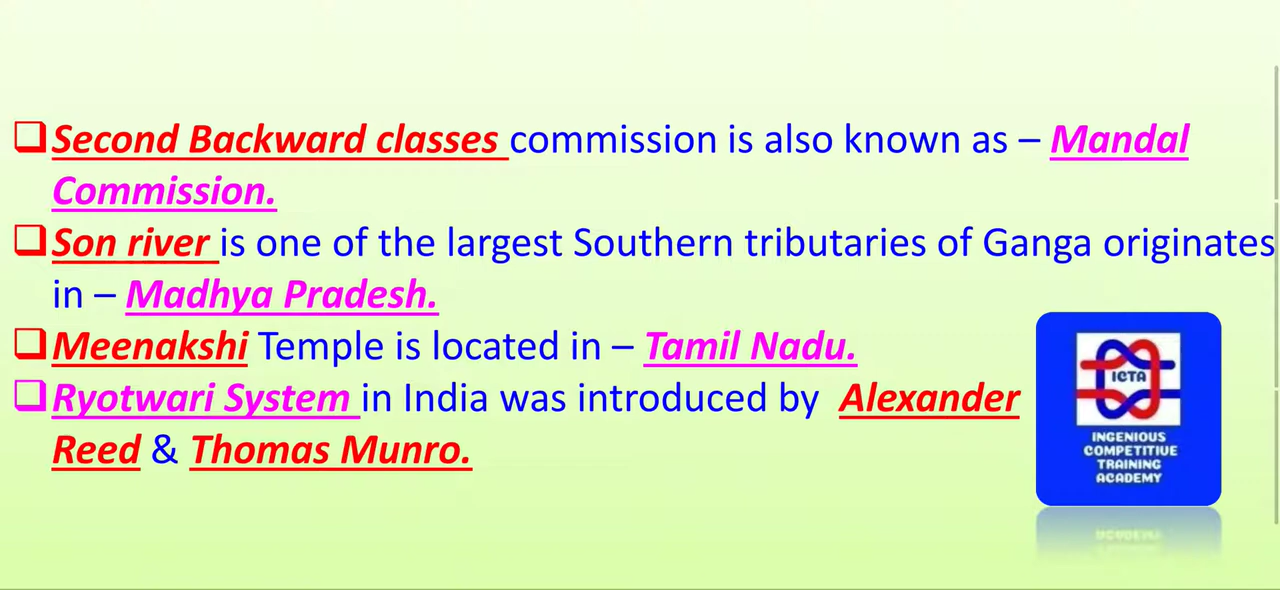 Second Backward classes commission is also known as – Mandal
Commission.
Son river is one of the largest Southern tributaries of Ganga originates
in – Madhya Pradesh.
Meenakshi Temple is located in – Tamil Nadu.
Ryotwari System in India was introduced by Alexander
Reed & Thomas Munro.
ICTA
INGENIOUS
COMPETITIVE
TRAINING
ACADEMY